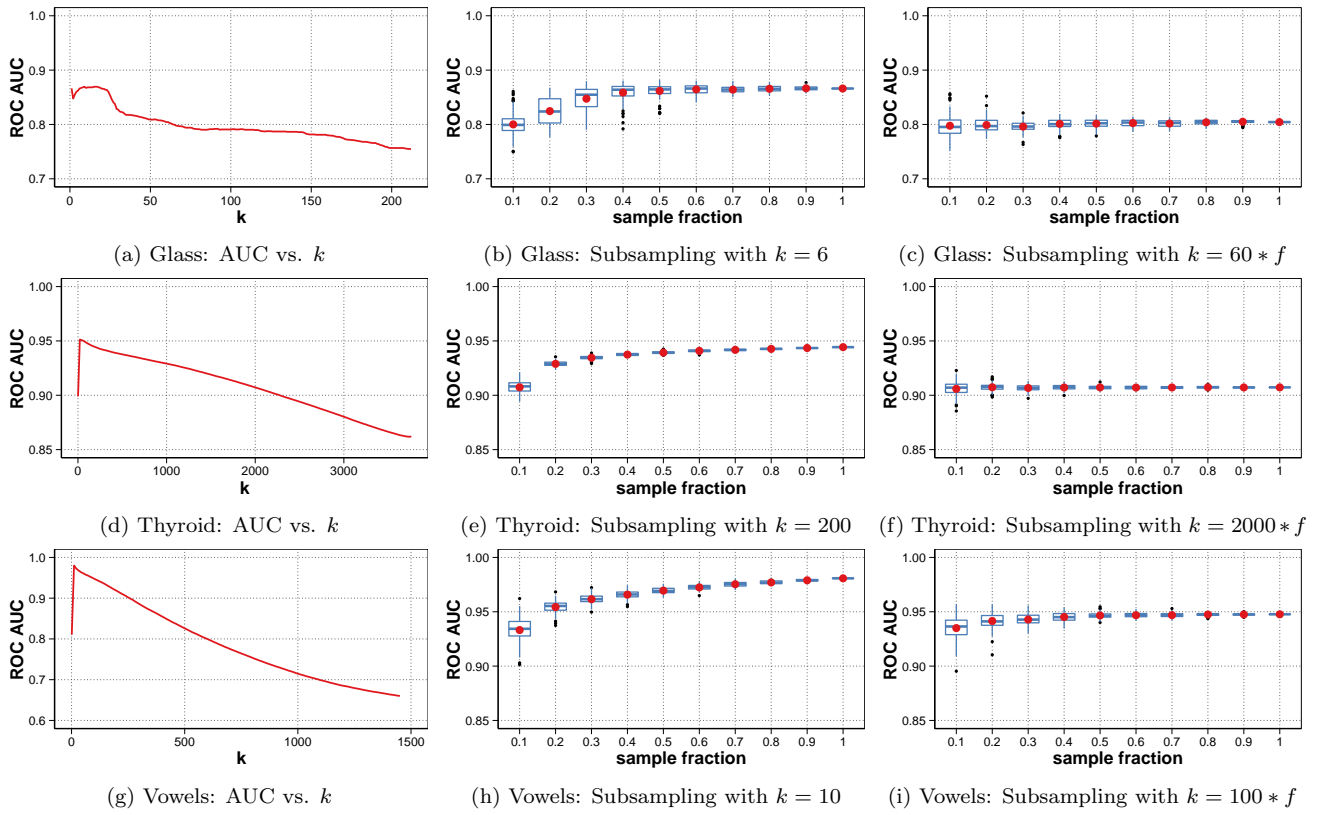 1.0
0.9
0.8
0.7
ROC AUC
0 50 100 150 200
k
(a) Glass: AUC vs. k
1.0
0.9
0.8
0.7
ROC AUC
0.1 0.2 0.3 0.4 0.5 0.6 0.7 0.8 0.9 1
sample fraction
(b) Glass: Subsampling with k = 6
1.0
0.9
0.8
0.7
ROC AUC
0.1 0.2 0.3 0.4 0.5 0.6 0.7 0.8 0.9 1
sample fraction
(c) Glass: Subsampling with k = 60 * f
1.00
0.95
0.90
0.85
ROC AUC
0 1000 2000 3000
k
(d) Thyroid: AUC vs. k
1.00
0.95
0.90
0.85
ROC AUC
0.1 0.2 0.3 0.4 0.5 0.6 0.7 0.8 0.9 1
sample fraction
(e) Thyroid: Subsampling with k = 200
1.00
0.95
0.90
0.85
ROC AUC
0.1 0.2 0.3 0.4 0.5 0.6 0.7 0.8 0.9 1
sample fraction
(f) Thyroid: Subsampling with k = 2000 * f
1.0
0.9
0.8
0.7
0.6
ROC AUC
0 500 1000 1500
k
(g) Vowels: AUC vs. k
1.00
0.95
0.90
0.85
ROC AUC
0.1 0.2 0.3 0.4 0.5 0.6 0.7 0.8 0.9 1
sample fraction
(h) Vowels: Subsampling with k = 10
1.00
0.95
0.90
0.85
ROC AUC
0.1 0.2 0.3 0.4 0.5 0.6 0.7 0.8 0.9 1
sample fraction
(i) Vowels: Subsampling with k = 100 * f